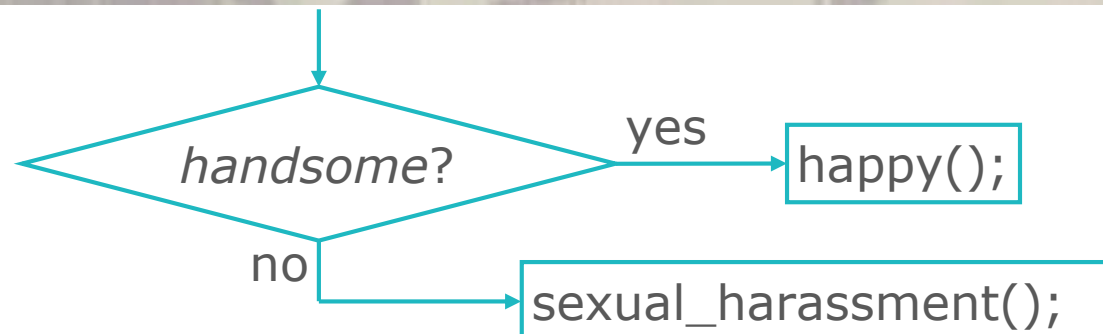 yes
handsome?
happy();
no
sexual_harassment();